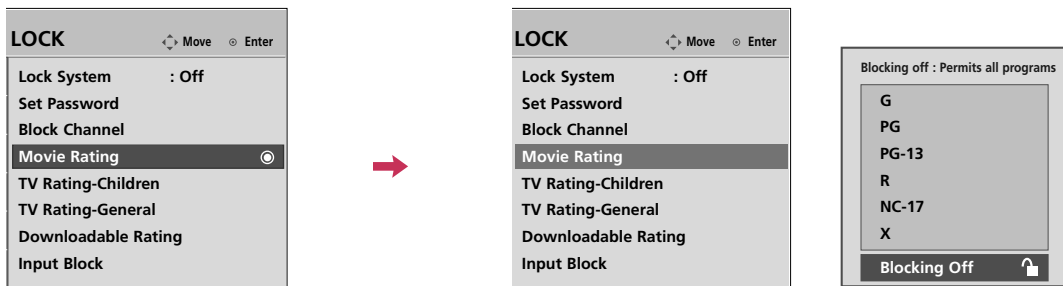 LOCK Move Enter
Lock System : Off
Set Password
Block Channel
Movie Rating
TV Rating-Children
TV Rating-General
Downloadable Rating
Input Block
LOCK Move Enter
Lock System : Off
Set Password
Block Channel
Movie Rating
TV Rating-Children
TV Rating-General
Downloadable Rating
Input Block
Blocking off : Permits all programs
G
PG
PG-13
R
NC-17
X
Blocking Off